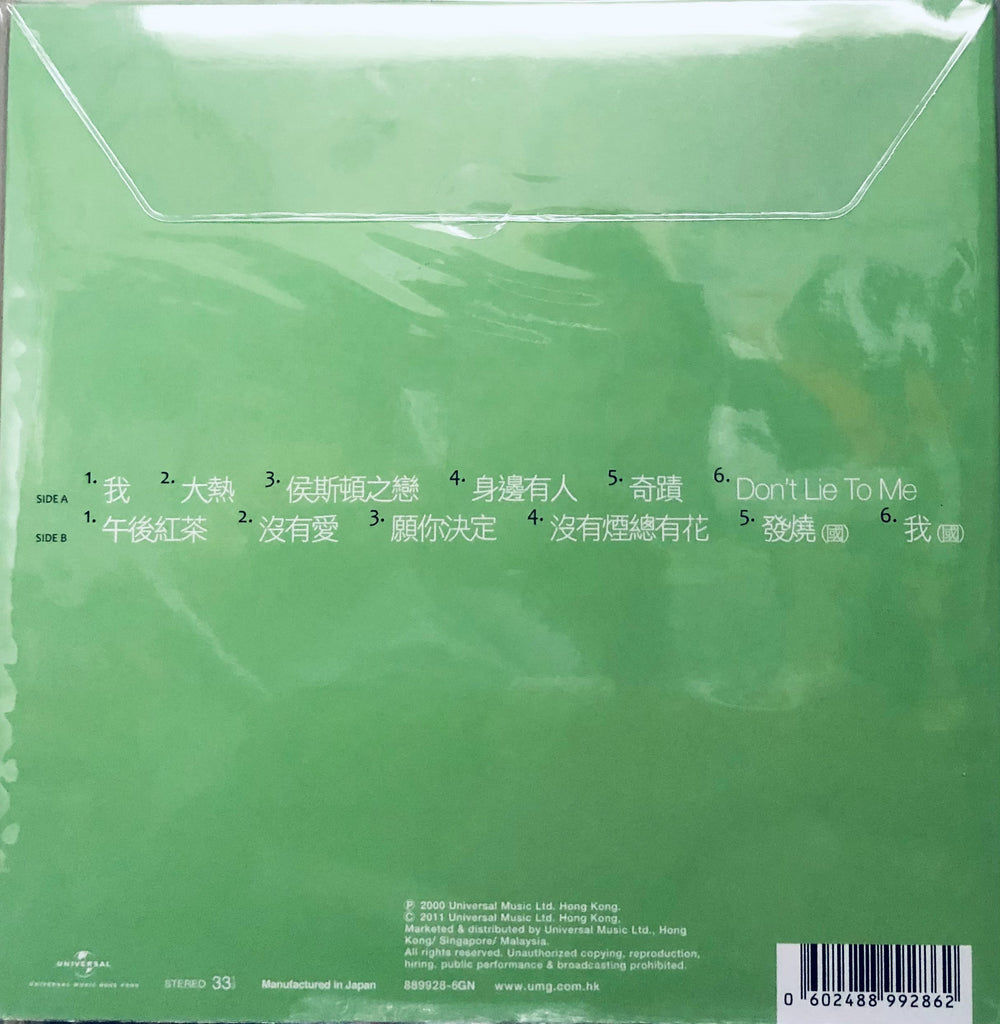 SIDE A 1. 我 2. 大熱 3. 侯斯頓之戀 4. 身邊有人 5. 奇蹟 6. Don't Lie To Me
SIDE B 1. 午後紅茶 2. 沒有愛 3. 願你決定 4. 沒有煙總有花 5. 發燒(國) 6. 我(國)
℗ 2000 Universal Music Ltd. Hong Kong.
© 2011 Universal Music Ltd. Hong Kong.
Marketed & distributed by Universal Music Ltd., Hong
Kong/ Singapore/ Malaysia.
All rights reserved. Unauthorized copying, reproduction,
hiring, public performance & broadcasting prohibited.
UNIVERSAL
STEREO 33⅓ Manufactured in Japan 889928-6GN www.umg.com.hk
0 602488 992862